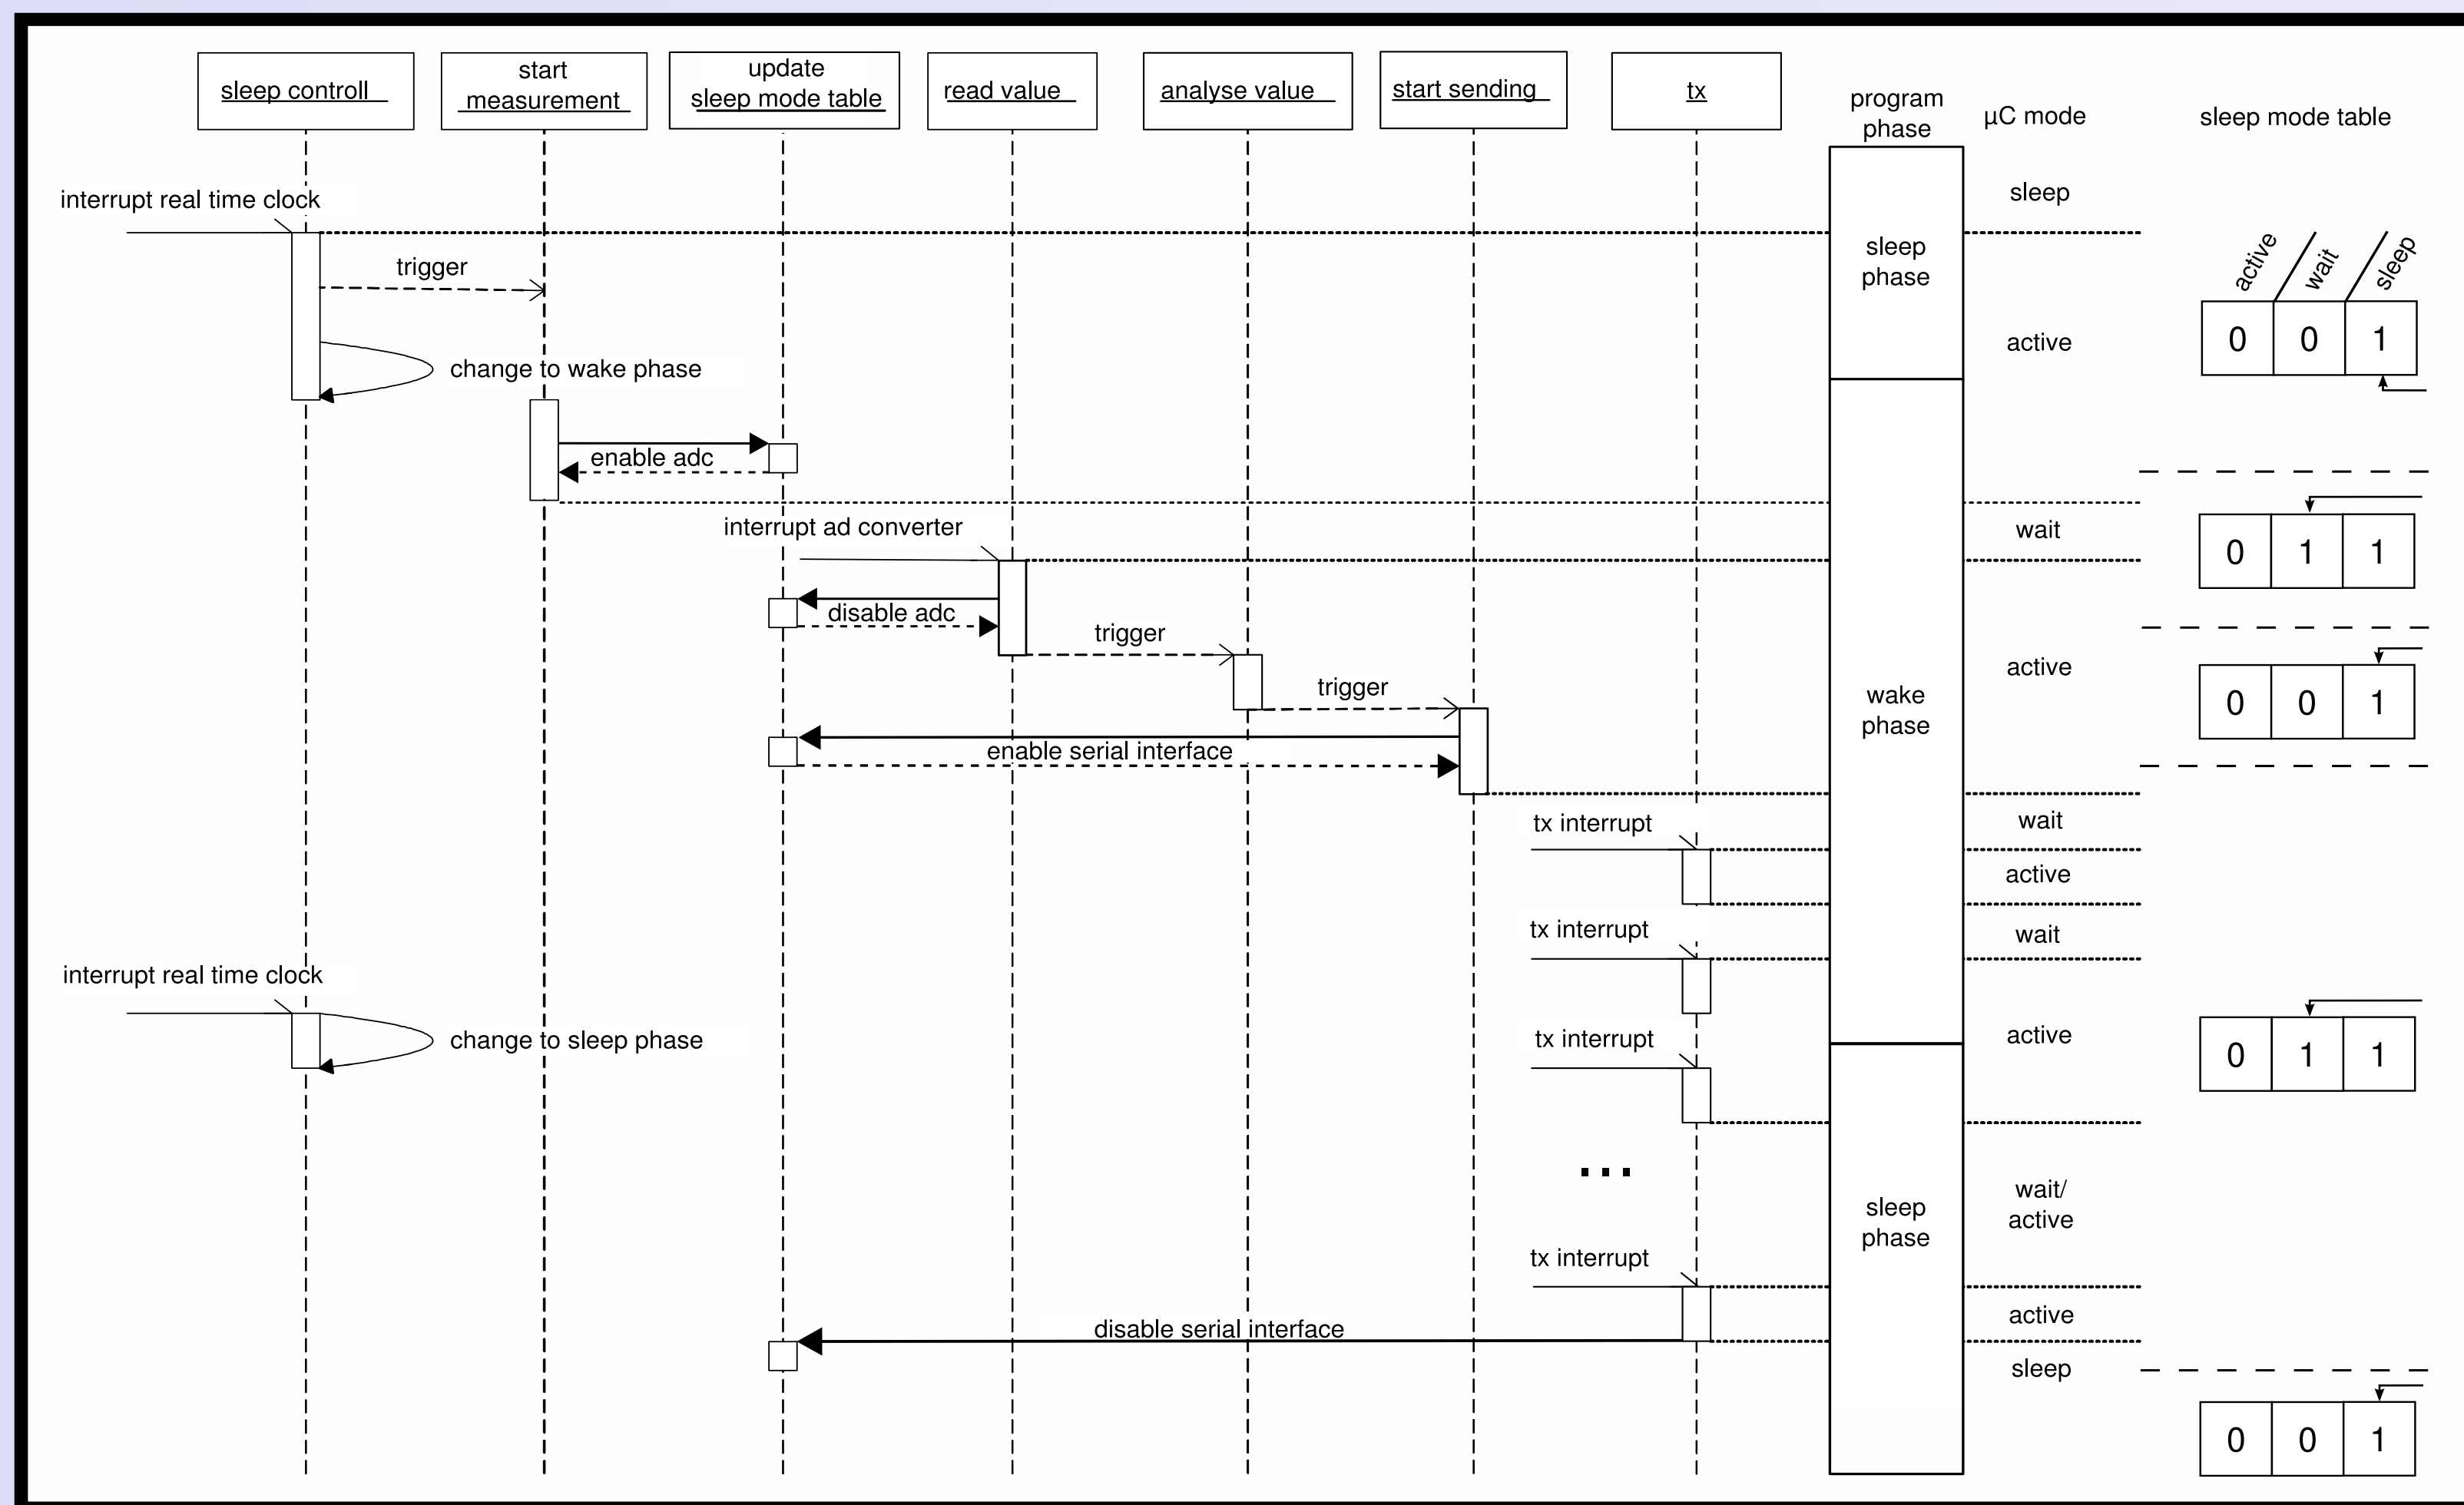 sleep controll
start
measurement
update
sleep mode table
read value
analyse value
start sending
tx
program
phase
µC mode
sleep mode table
interrupt real time clock
sleep
trigger
sleep
phase
active
wait
sleep
change to wake phase
active
0 0 1
enable adc
interrupt ad converter
wait
0 1 1
disable adc
trigger
active
trigger
wake
phase
0 0 1
enable serial interface
tx interrupt
wait
active
tx interrupt
wait
interrupt real time clock
change to sleep phase
tx interrupt
active
0 1 1
...
wait/
active
sleep
phase
tx interrupt
disable serial interface
active
sleep
0 0 1